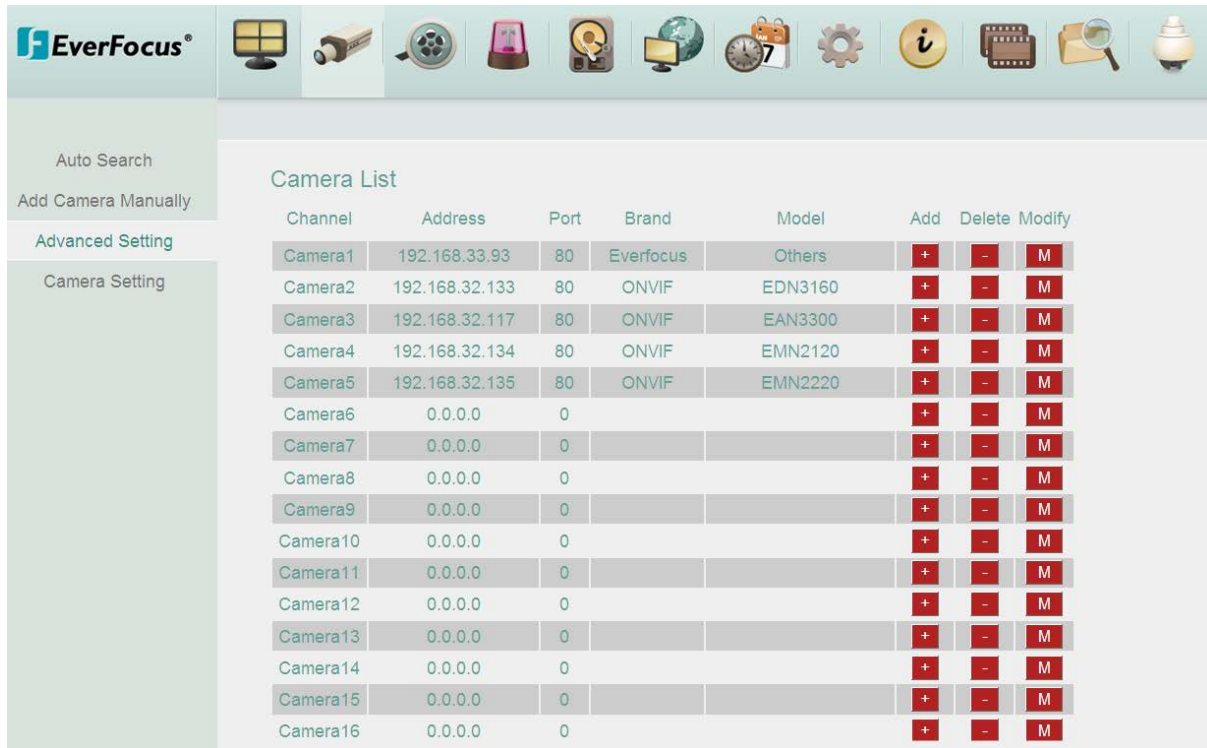 EverFocus®
JAN
7
i
Auto Search
Add Camera Manually
Advanced Setting
Camera Setting
Camera List
Channel Address Port Brand Model Add Delete Modify
Camera1 192.168.33.93 80 Everfocus Others + - M
Camera2 192.168.32.133 80 ONVIF EDN3160 + - M
Camera3 192.168.32.117 80 ONVIF EAN3300 + - M
Camera4 192.168.32.134 80 ONVIF EMN2120 + - M
Camera5 192.168.32.135 80 ONVIF EMN2220 + - M
Camera6 0.0.0.0 0 + - M
Camera7 0.0.0.0 0 + - M
Camera8 0.0.0.0 0 + - M
Camera9 0.0.0.0 0 + - M
Camera10 0.0.0.0 0 + - M
Camera11 0.0.0.0 0 + - M
Camera12 0.0.0.0 0 + - M
Camera13 0.0.0.0 0 + - M
Camera14 0.0.0.0 0 + - M
Camera15 0.0.0.0 0 + - M
Camera16 0.0.0.0 0 + - M